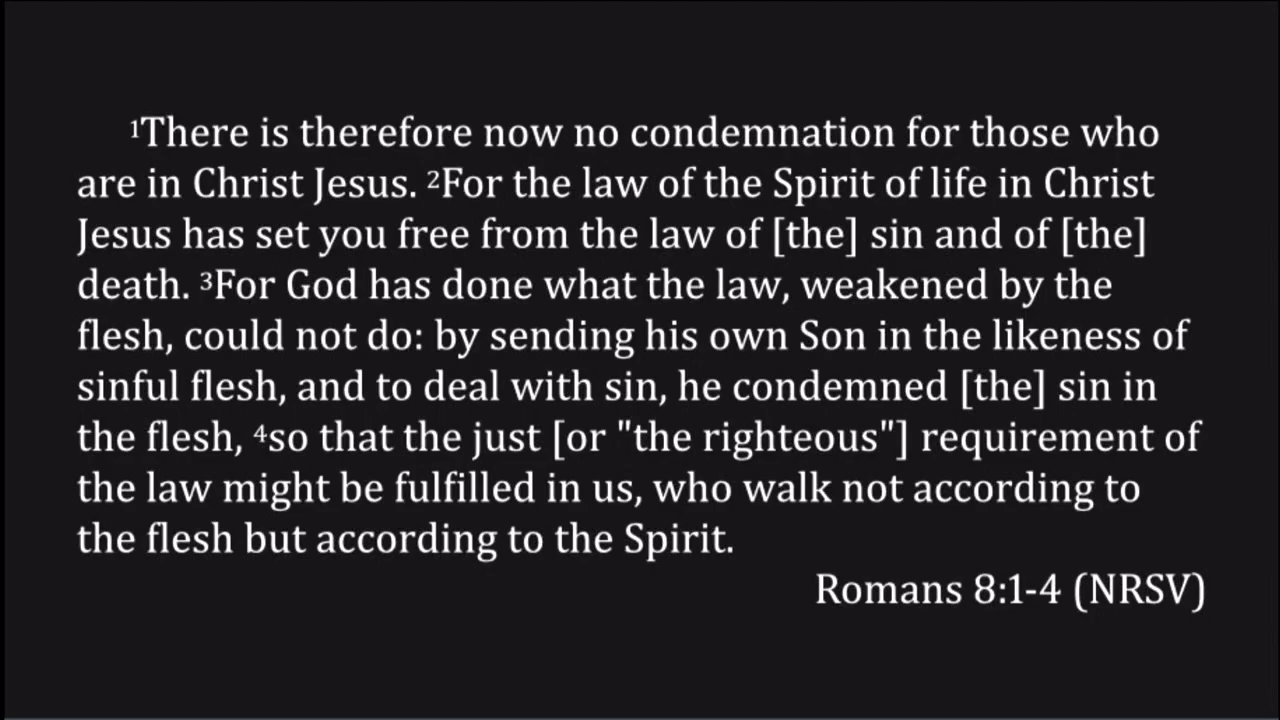 ¹There is therefore now no condemnation for those who
are in Christ Jesus. ²For the law of the Spirit of life in Christ
Jesus has set you free from the law of [the] sin and of [the]
death. ³For God has done what the law, weakened by the
flesh, could not do: by sending his own Son in the likeness of
sinful flesh, and to deal with sin, he condemned [the] sin in
the flesh, ⁴so that the just [or "the righteous"] requirement of
the law might be fulfilled in us, who walk not according to
the flesh but according to the Spirit.
Romans 8:1-4 (NRSV)